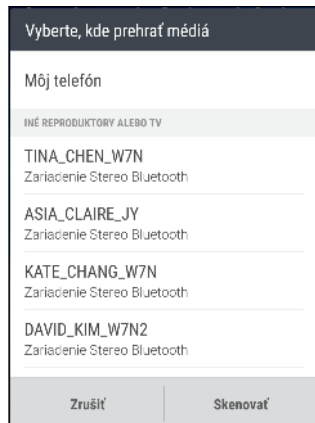 Vyberte, kde prehrať médiá
Môj telefón
INÉ REPRODUKTORY ALEBO TV
TINA_CHEN_W7N
Zariadenie Stereo Bluetooth
ASIA_CLAIRE_JY
Zariadenie Stereo Bluetooth
KATE_CHANG_W7N
Zariadenie Stereo Bluetooth
DAVID_KIM_W7N2
Zariadenie Stereo Bluetooth
Zrušiť
Skenovať